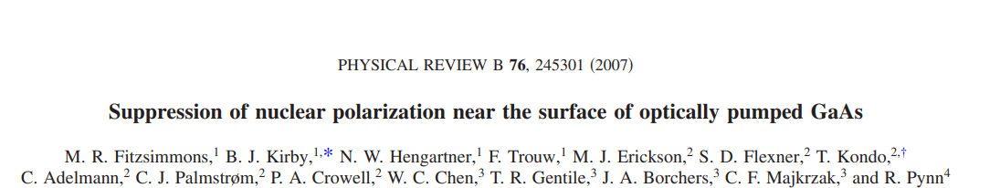 PHYSICAL REVIEW B 76, 245301 (2007)
Suppression of nuclear polarization near the surface of optically pumped GaAs
M. R. Fitzsimmons,1 B. J. Kirby,1,* N. W. Hengartner,1 F. Trouw,1 M. J. Erickson,2 S. D. Flexner,2 T. Kondo,2,†
C. Adelmann,2 C. J. Palmstrøm,2 P. A. Crowell,2 W. C. Chen,3 T. R. Gentile,3 J. A. Borchers,3 C. F. Majkrzak,3 and R. Pynn4